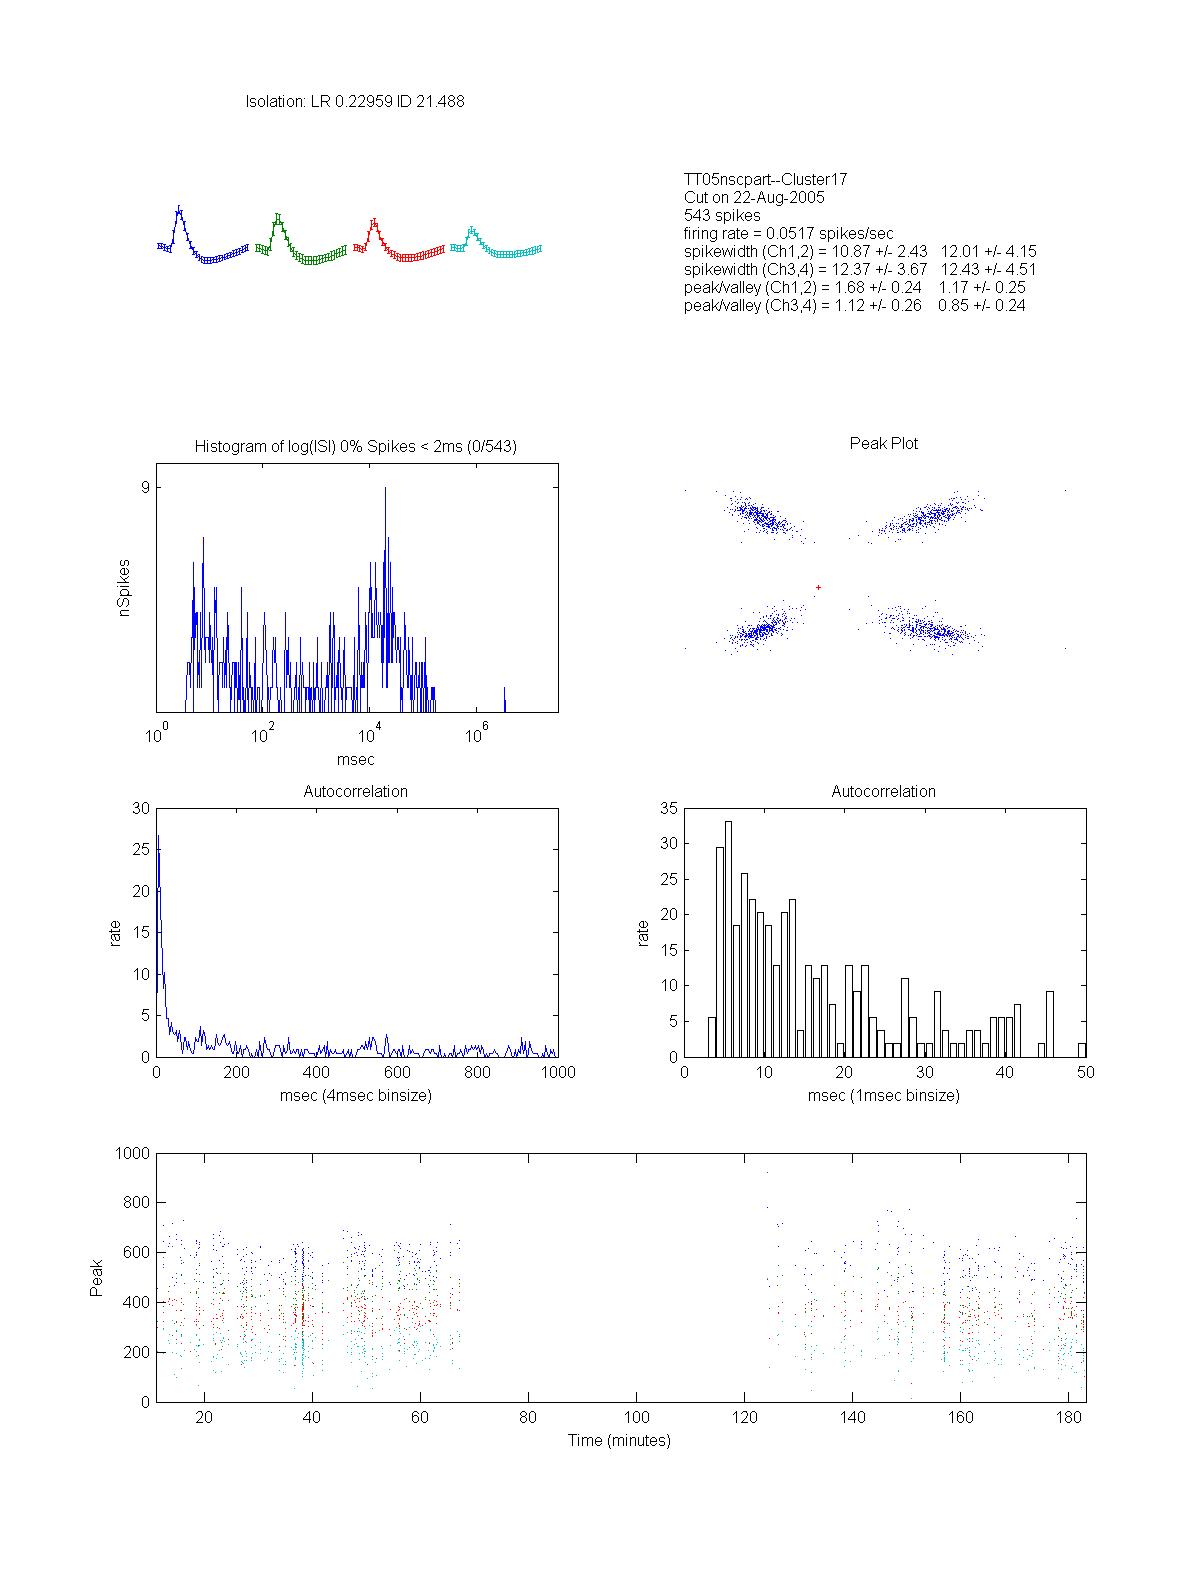 Isolation: LR 0.22959 ID 21.488
TT05nscpart--Cluster17
Cut on 22-Aug-2005
543 spikes
firing rate = 0.0517 spikes/sec
spikewidth (Ch1,2) = 10.87 +/- 2.43 12.01 +/- 4.15
spikewidth (Ch3,4) = 12.37 +/- 3.67 12.43 +/- 4.51
peak/valley (Ch1,2) = 1.68 +/- 0.24 1.17 +/- 0.25
peak/valley (Ch3,4) = 1.12 +/- 0.26 0.85 +/- 0.24
Histogram of log(ISI) 0% Spikes < 2ms (0/543)
9
nSpikes
10^0 10^2 10^4 10^6
msec
Peak Plot
Autocorrelation
30
25
20
15
10
5
0
rate
0 200 400 600 800 1000
msec (4msec binsize)
Autocorrelation
35
30
25
20
15
10
5
0
rate
0 10 20 30 40 50
msec (1msec binsize)
1000
800
600
400
200
0
Peak
20 40 60 80 100 120 140 160 180
Time (minutes)